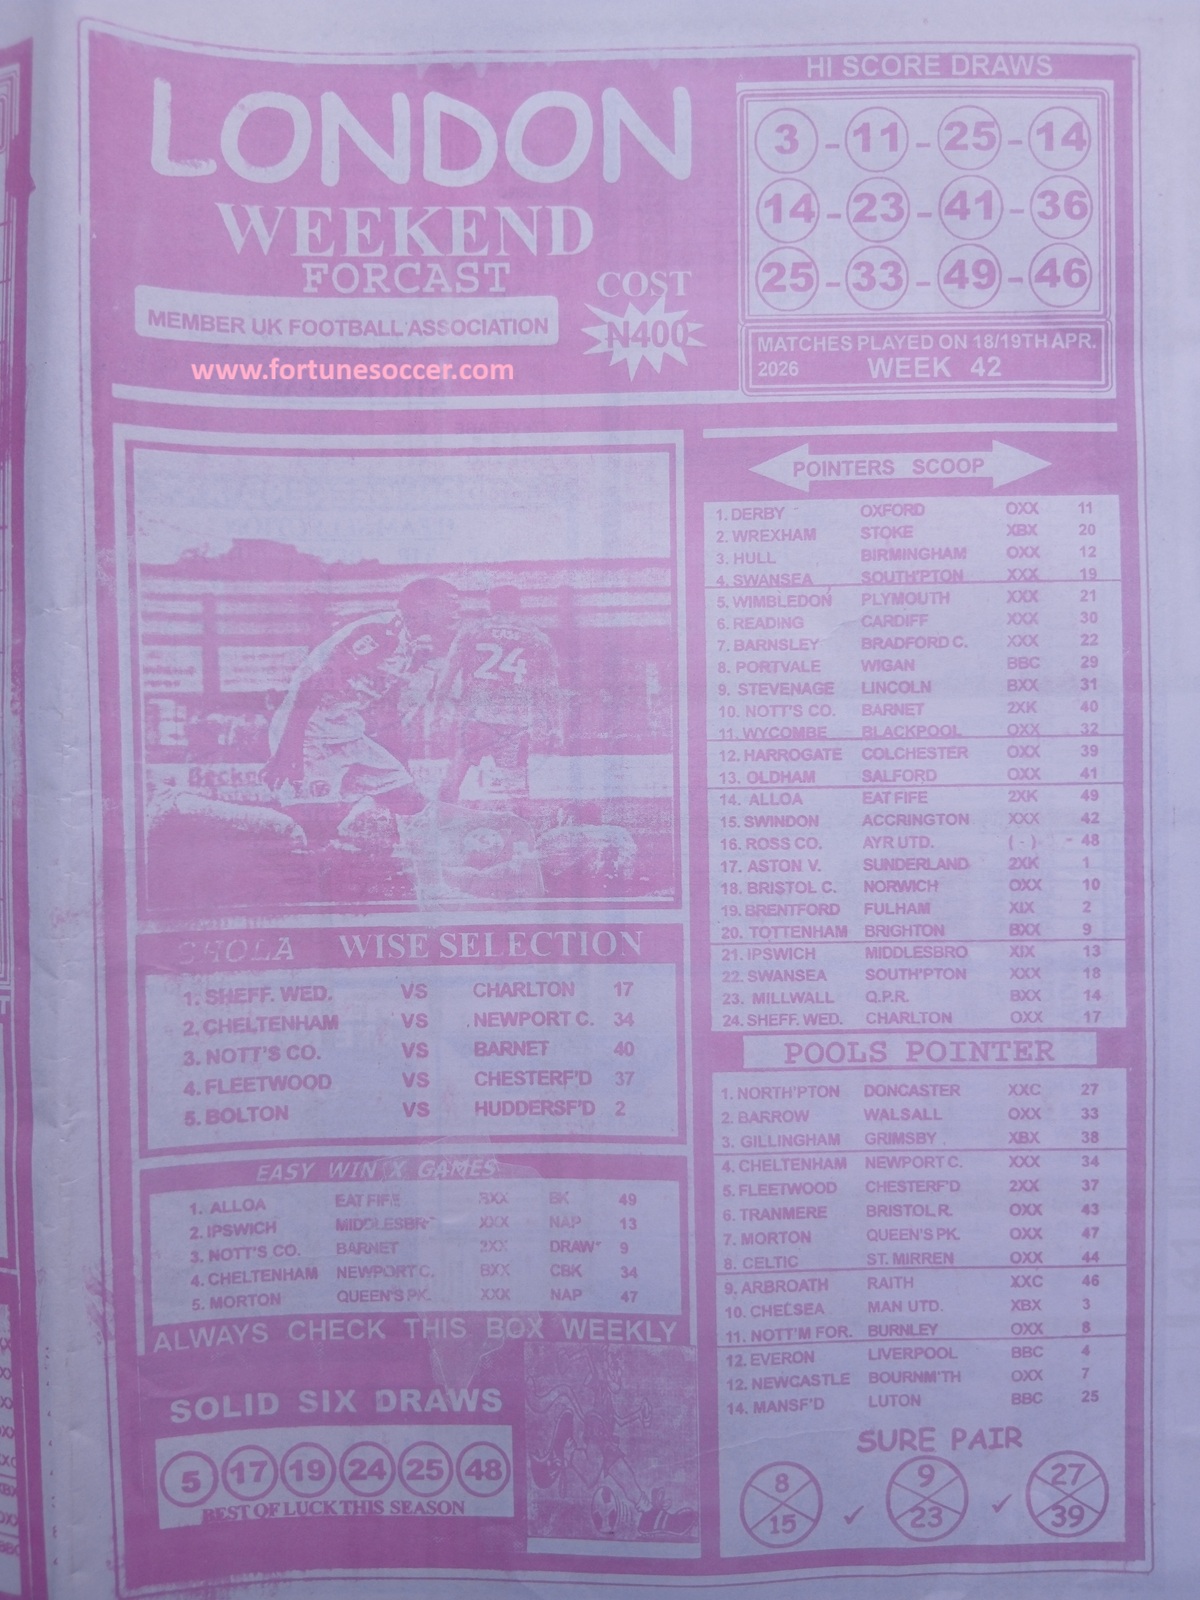 LONDON
WEEKEND
FORCAST
MEMBER UK FOOTBALL ASSOCIATION
COST
N400
www.fortunesoccer.com
HI SCORE DRAWS
3 - 11 - 25 - 14
14 - 23 - 41 - 36
25 - 33 - 49 - 46
MATCHES PLAYED ON 18/19TH APR.
2026 WEEK 42
24
SHOLA WISE SELECTION
1. SHEFF. WED. VS CHARLTON 17
2. CHELTENHAM VS NEWPORT C. 34
3. NOTT'S CO. VS BARNET 40
4. FLEETWOOD VS CHESTERF'D 37
5. BOLTON VS HUDDERSF'D 2
EASY WIN X GAMES
1. ALLOA EAT FIFE BXX BK 49
2. IPSWICH MIDDLESBR XXX NAP 13
3. NOTT'S CO. BARNET 2XX DRAW 9
4. CHELTENHAM NEWPORT C. BXX CBK 34
5. MORTON QUEEN'S PK. XXX NAP 47
ALWAYS CHECK THIS BOX WEEKLY
SOLID SIX DRAWS
5 17 19 24 25 48
BEST OF LUCK THIS SEASON
POINTERS SCOOP
1. DERBY OXFORD OXX 11
2. WREXHAM STOKE XBX 20
3. HULL BIRMINGHAM OXX 12
4. SWANSEA SOUTH'PTON XXX 19
5. WIMBLEDON PLYMOUTH XXX 21
6. READING CARDIFF XXX 30
7. BARNSLEY BRADFORD C. XXX 22
8. PORTVALE WIGAN BBC 29
9. STEVENAGE LINCOLN BXX 31
10. NOTT'S CO. BARNET 2XK 40
11. WYCOMBE BLACKPOOL OXX 32
12. HARROGATE COLCHESTER OXX 39
13. OLDHAM SALFORD OXX 41
14. ALLOA EAT FIFE 2XK 49
15. SWINDON ACCRINGTON XXX 42
16. ROSS CO. AYR UTD. ( - ) - 48
17. ASTON V. SUNDERLAND 2XK 1
18. BRISTOL C. NORWICH OXX 10
19. BRENTFORD FULHAM XIX 2
20. TOTTENHAM BRIGHTON BXX 9
21. IPSWICH MIDDLESBRO XIX 13
22. SWANSEA SOUTH'PTON XXX 18
23. MILLWALL Q.P.R. BXX 14
24. SHEFF. WED. CHARLTON OXX 17
POOLS POINTER
1. NORTH'PTON DONCASTER XXC 27
2. BARROW WALSALL OXX 33
3. GILLINGHAM GRIMSBY XBX 38
4. CHELTENHAM NEWPORT C. XXX 34
5. FLEETWOOD CHESTERF'D 2XX 37
6. TRANMERE BRISTOL R. OXX 43
7. MORTON QUEEN'S PK. OXX 47
8. CELTIC ST. MIRREN OXX 44
9. ARBROATH RAITH XXC 46
10. CHELSEA MAN UTD. XBX 3
11. NOTT'M FOR. BURNLEY OXX 8
12. EVERON LIVERPOOL BBC 4
12. NEWCASTLE BOURNM'TH OXX 7
14. MANSF'D LUTON BBC 25
SURE PAIR
8 9 27
15 23 39